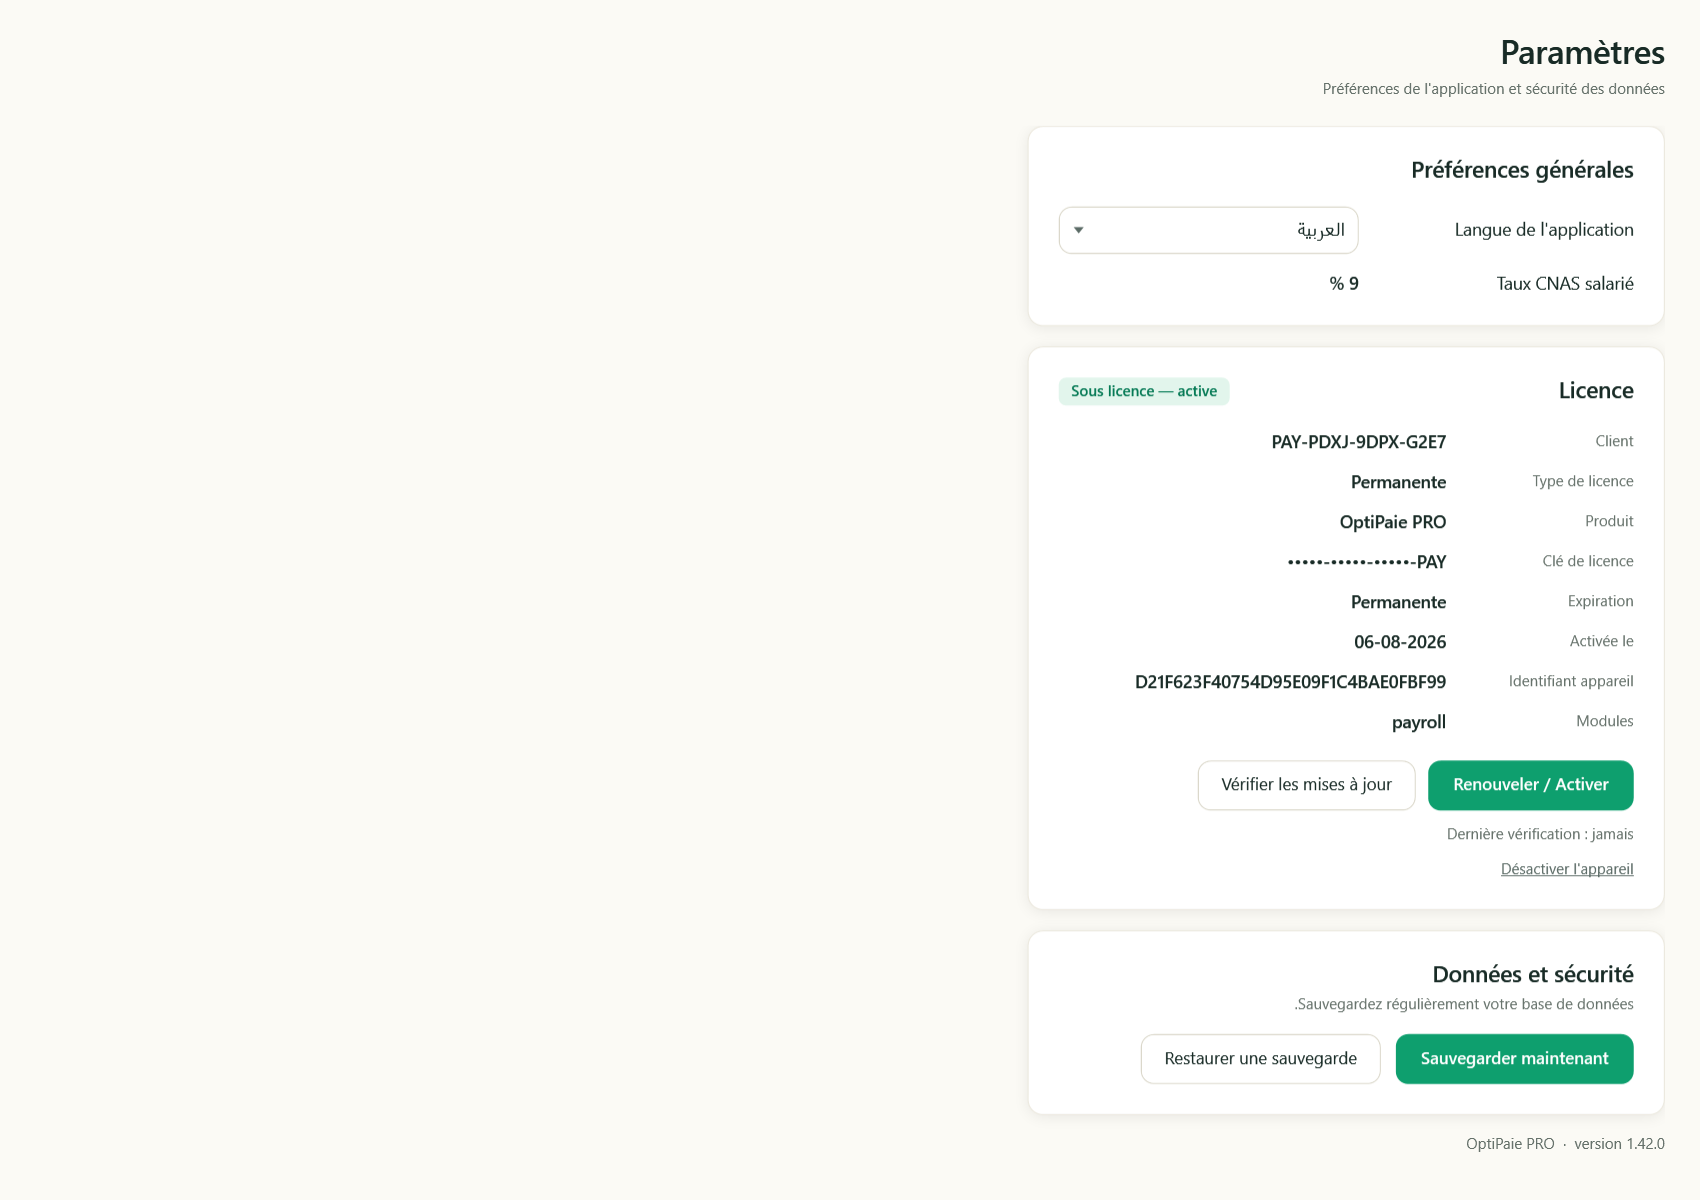 Paramètres
Préférences de l'application et sécurité des données
Préférences générales
Langue de l'application العربية
Taux CNAS salarié % 9
Licence Sous licence — active
Client PAY-PDXJ-9DPX-G2E7
Type de licence Permanente
Produit OptiPaie PRO
Clé de licence •••••-•••••-•••••-PAY
Expiration Permanente
Activée le 06-08-2026
Identifiant appareil D21F623F40754D95E09F1C4BAE0FBF99
Modules payroll
Renouveler / Activer Vérifier les mises à jour
Dernière vérification : jamais
Désactiver l'appareil
Données et sécurité
.Sauvegardez régulièrement votre base de données
Sauvegarder maintenant Restaurer une sauvegarde
OptiPaie PRO · version 1.42.0